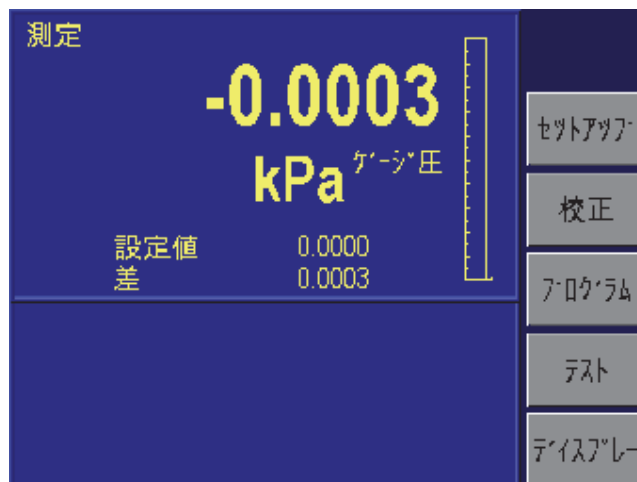 測定
-0.0003
kPa ｹﾞｰｼﾞ圧
設定値 0.0000
差 0.0003
ｾｯﾄｱｯﾌﾟ
校正
ﾌﾟﾛｸﾞﾗﾑ
ﾃｽﾄ
ﾃﾞｨｽﾌﾟﾚｰ